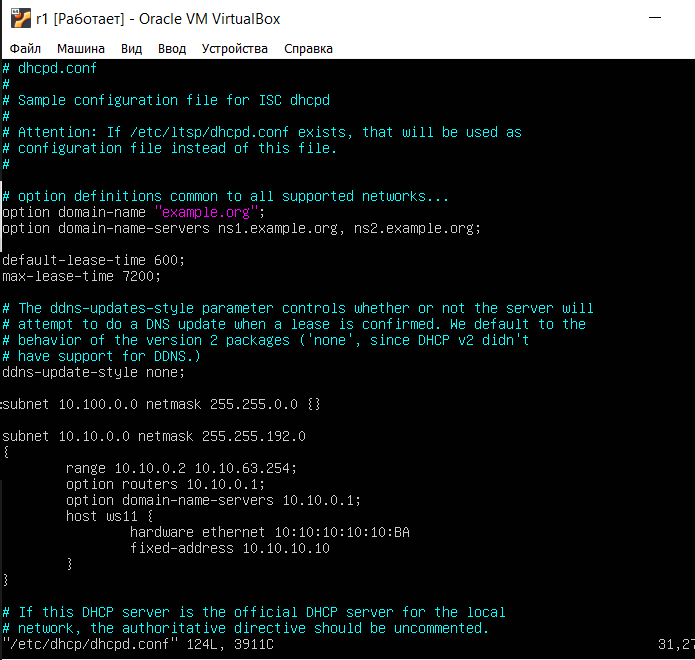 r1 [Работает] - Oracle VM VirtualBox
Файл Машина Вид Ввод Устройства Справка
# dhcpd.conf
#
# Sample configuration file for ISC dhcpd
#
# Attention: If /etc/ltsp/dhcpd.conf exists, that will be used as
# configuration file instead of this file.
#
# option definitions common to all supported networks...
option domain-name "example.org";
option domain-name-servers ns1.example.org, ns2.example.org;
default-lease-time 600;
max-lease-time 7200;
# The ddns-updates-style parameter controls whether or not the server will
# attempt to do a DNS update when a lease is confirmed. We default to the
# behavior of the version 2 packages ('none', since DHCP v2 didn't
# have support for DDNS.)
ddns-update-style none;
subnet 10.100.0.0 netmask 255.255.0.0 {}
subnet 10.10.0.0 netmask 255.255.192.0
{
range 10.10.0.2 10.10.63.254;
option routers 10.10.0.1;
option domain-name-servers 10.10.0.1;
host ws11 {
hardware ethernet 10:10:10:10:10:BA
fixed-address 10.10.10.10
}
}
# If this DHCP server is the official DHCP server for the local
# network, the authoritative directive should be uncommented.
"/etc/dhcp/dhcpd.conf" 124L, 3911C 31,27